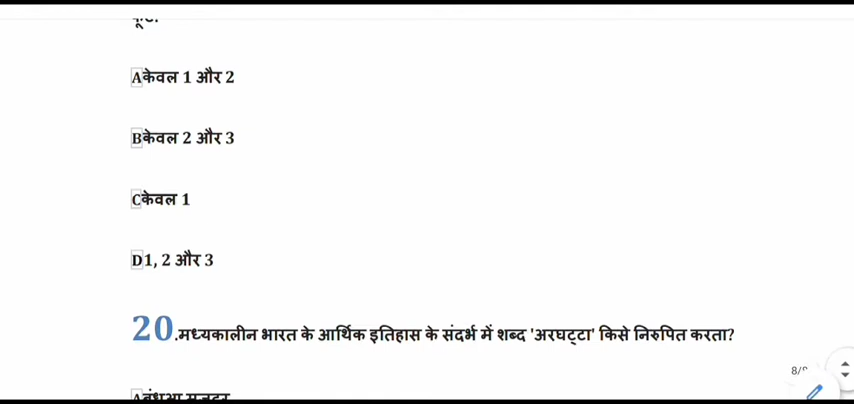 Aकेवल 1 और 2
Bकेवल 2 और 3
Cकेवल 1
D1, 2 और 3
20.मध्यकालीन भारत के आर्थिक इतिहास के संदर्भ में शब्द 'अरघट्टा' किसे निरुपित करता?
8/